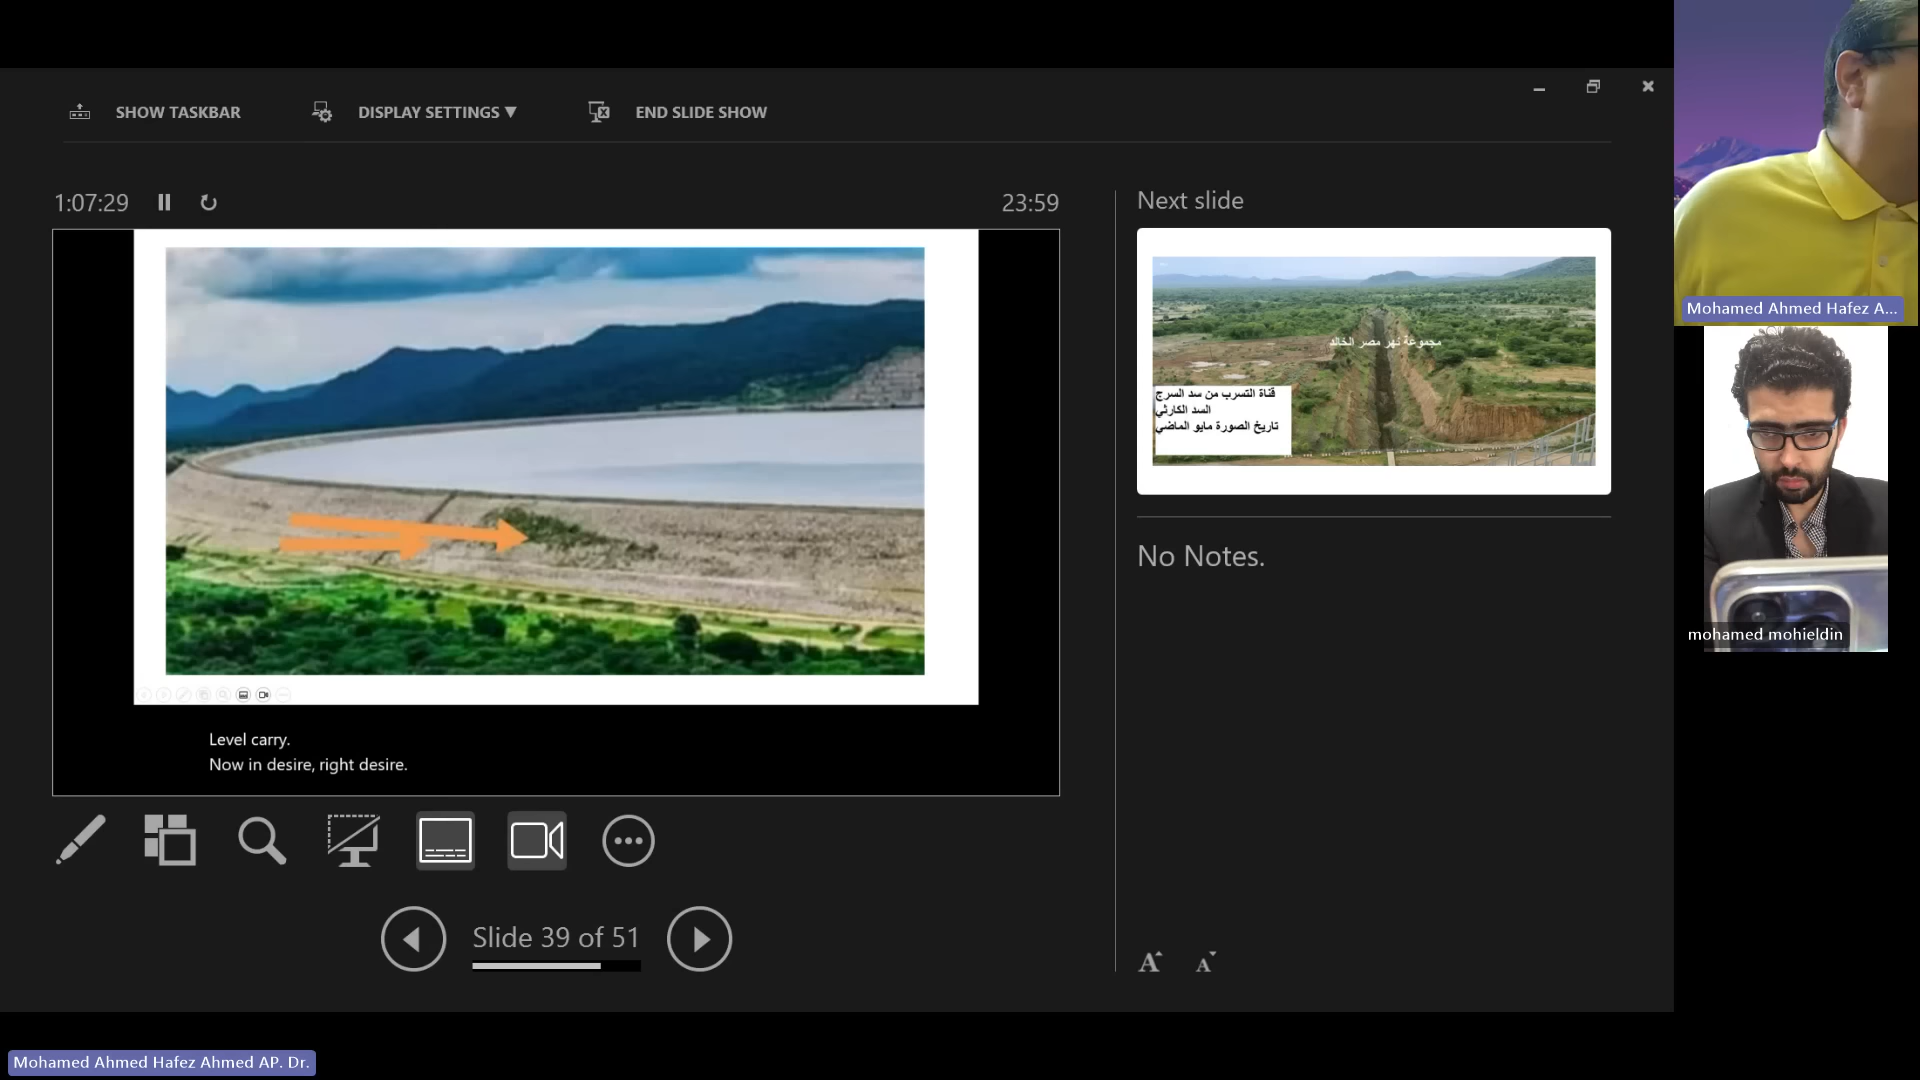 SHOW TASKBAR
DISPLAY SETTINGS ▼
END SLIDE SHOW
1:07:29
23:59
Level carry.
Now in desire, right desire.
Slide 39 of 51
Next slide
مجموعة نهر مصر الخالد
قناة التسرب من سد السرج
السد الكارثي
تاريخ الصورة مايو الماضي
No Notes.
A A
Mohamed Ahmed Hafez A...
mohamed mohieldin
Mohamed Ahmed Hafez Ahmed AP. Dr.